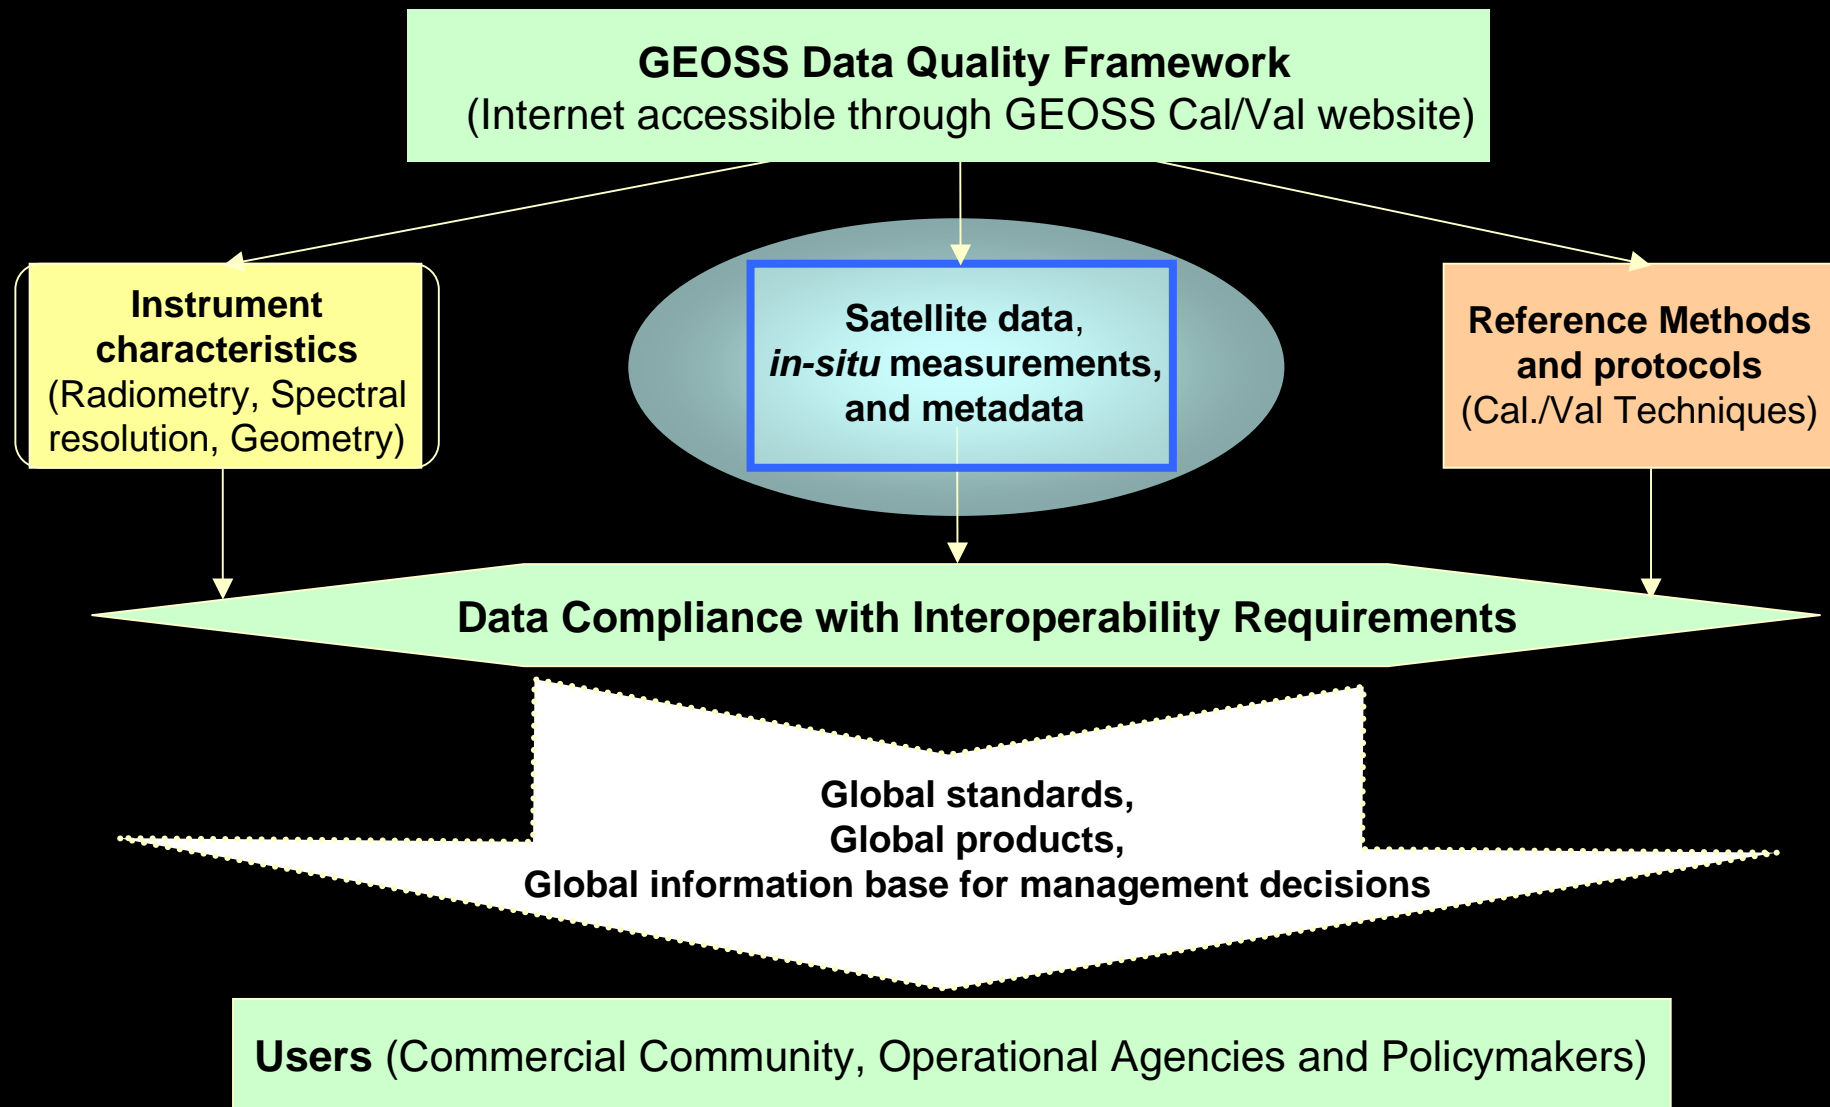 GEOSS Data Quality Framework
(Internet accessible through GEOSS Cal/Val website)
Instrument
characteristics
(Radiometry, Spectral
resolution, Geometry)
Satellite data,
in-situ measurements,
and metadata
Reference Methods
and protocols
(Cal./Val Techniques)
Data Compliance with Interoperability Requirements
Global standards,
Global products,
Global information base for management decisions
Users (Commercial Community, Operational Agencies and Policymakers)